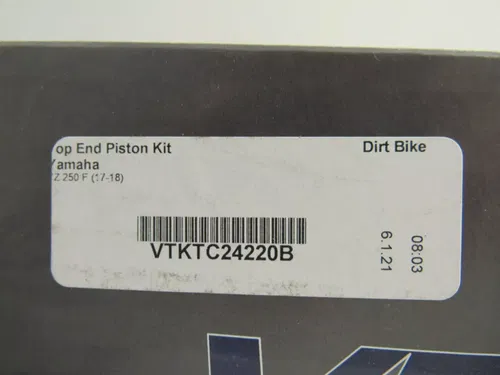 op End Piston Kit
Dirt Bike
Yamaha
Z 250 F (17-18)
VTKTC24220B
08:03
6.1.21